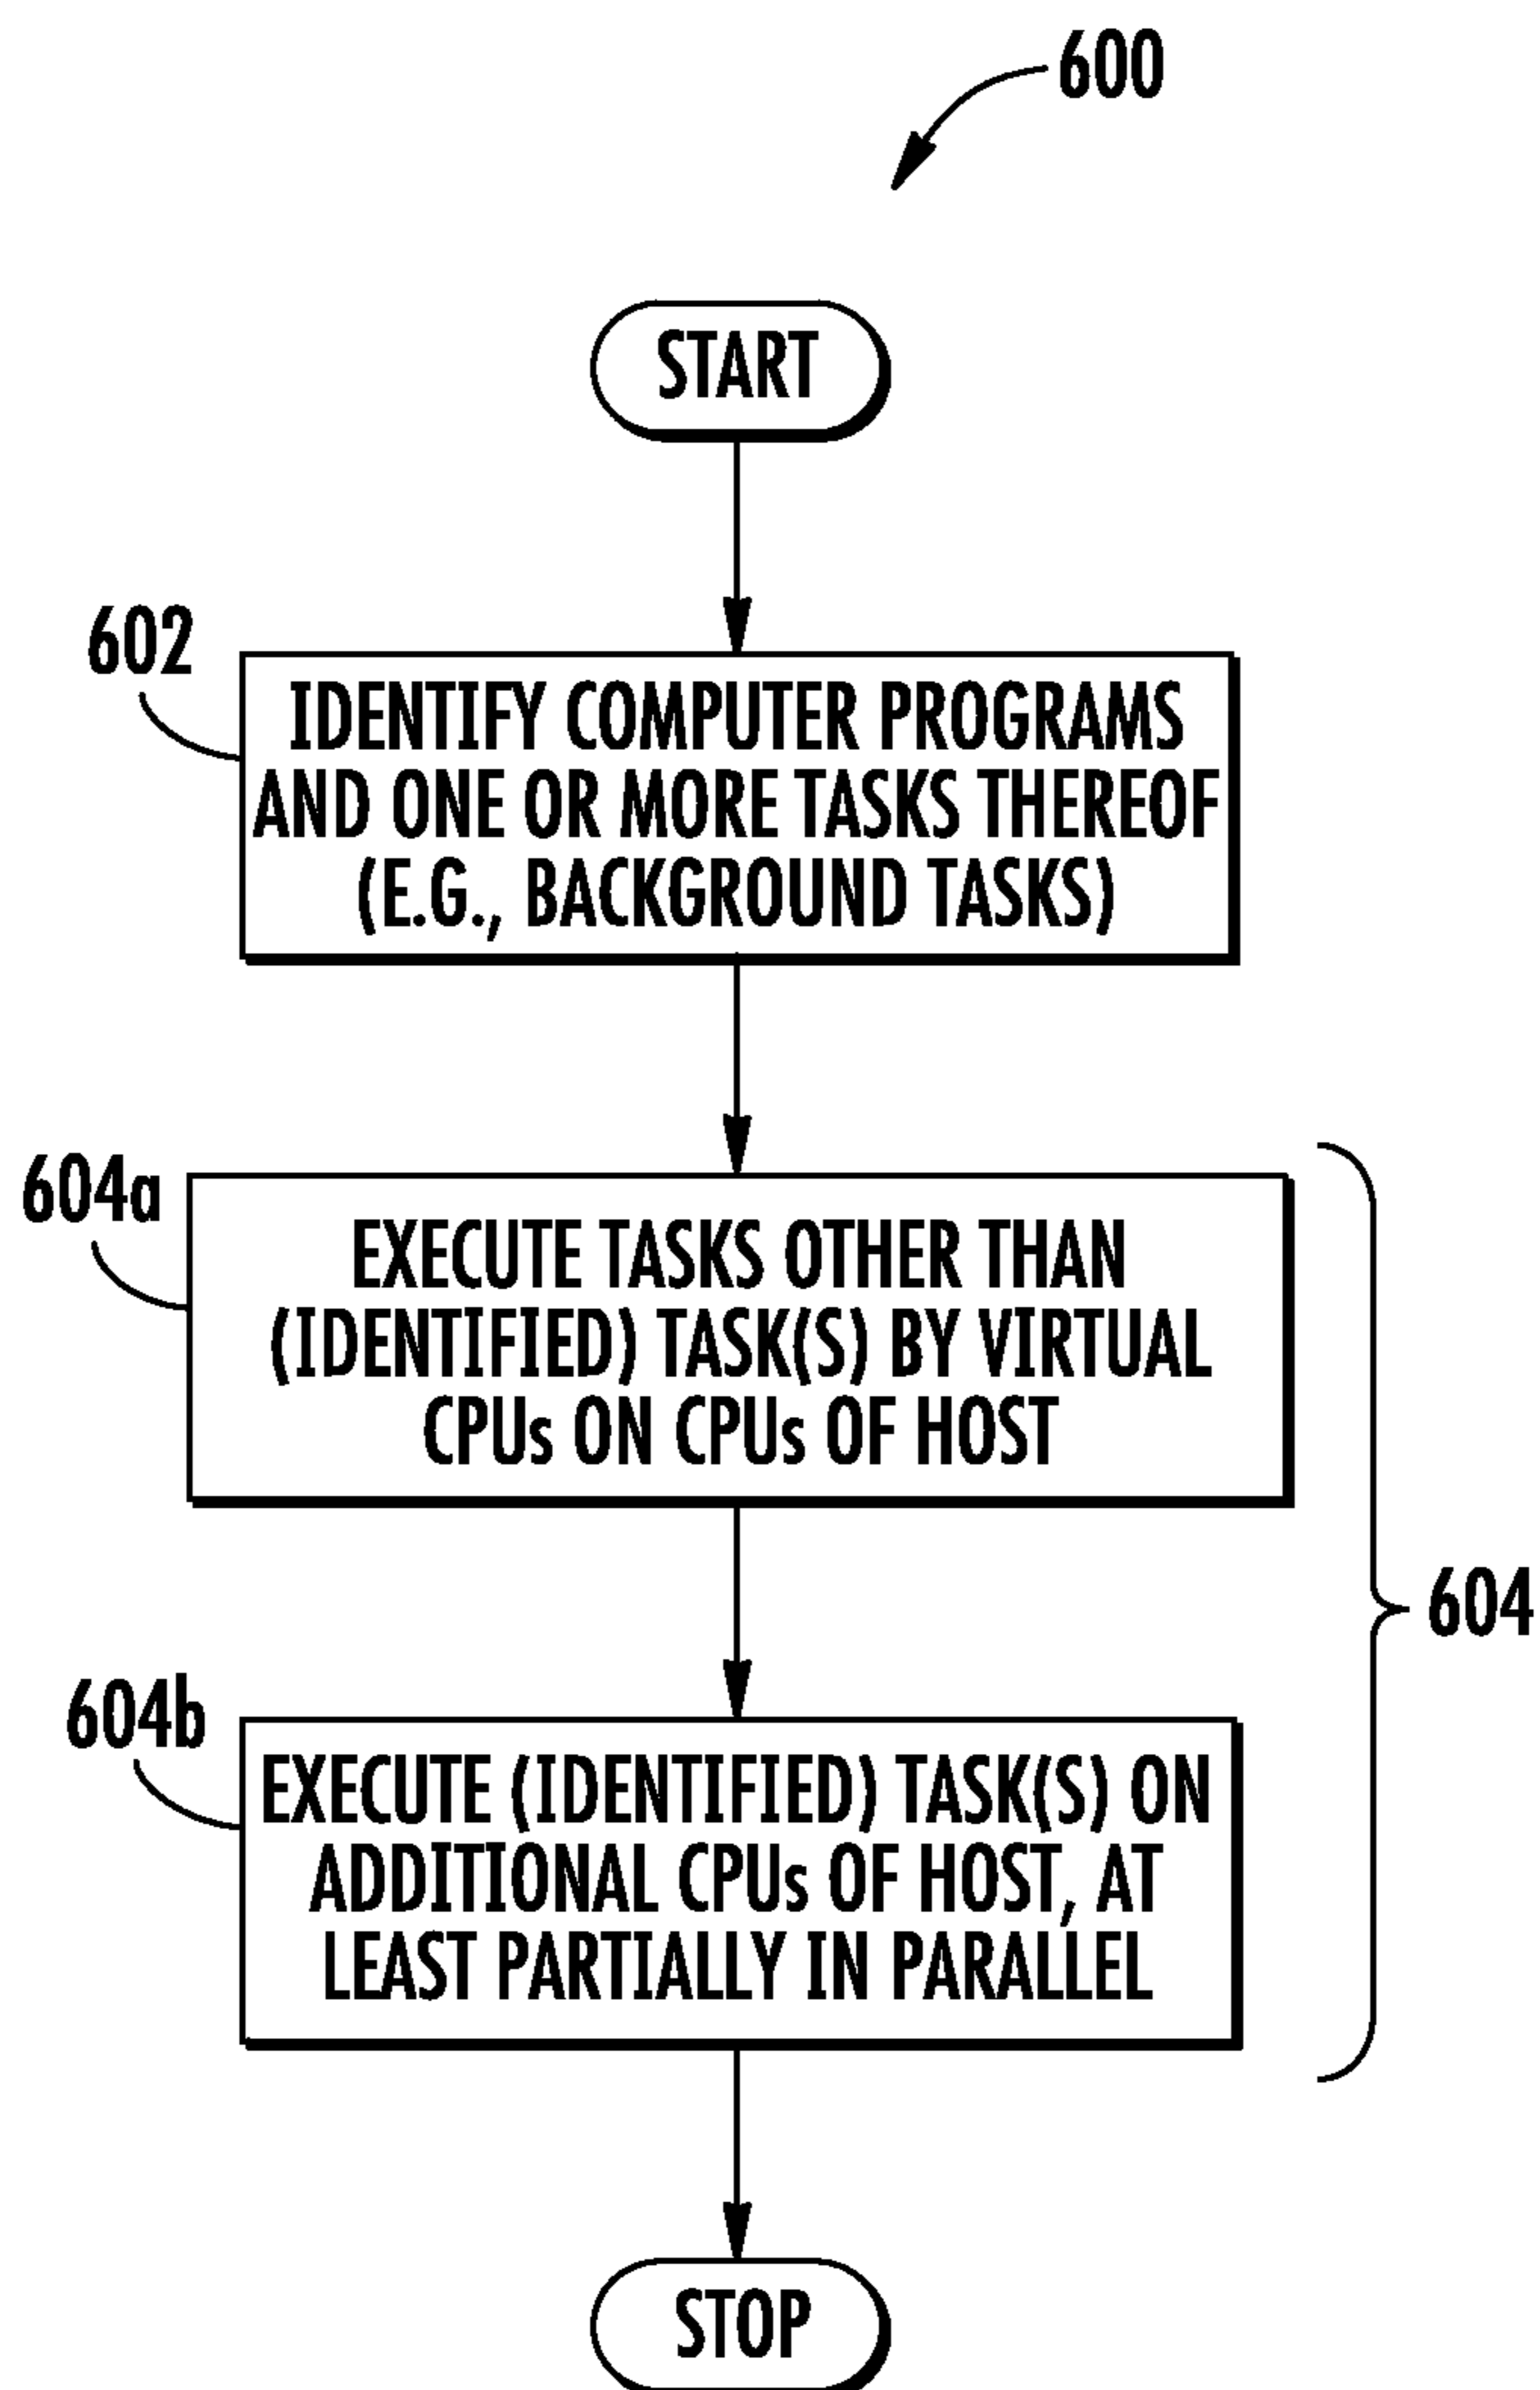 600
START
602
IDENTIFY COMPUTER PROGRAMS
AND ONE OR MORE TASKS THEREOF
(E.G., BACKGROUND TASKS)
604a
EXECUTE TASKS OTHER THAN
(IDENTIFIED) TASK(S) BY VIRTUAL
CPUs ON CPUs OF HOST
604
604b
EXECUTE (IDENTIFIED) TASK(S) ON
ADDITIONAL CPUs OF HOST, AT
LEAST PARTIALLY IN PARALLEL
STOP